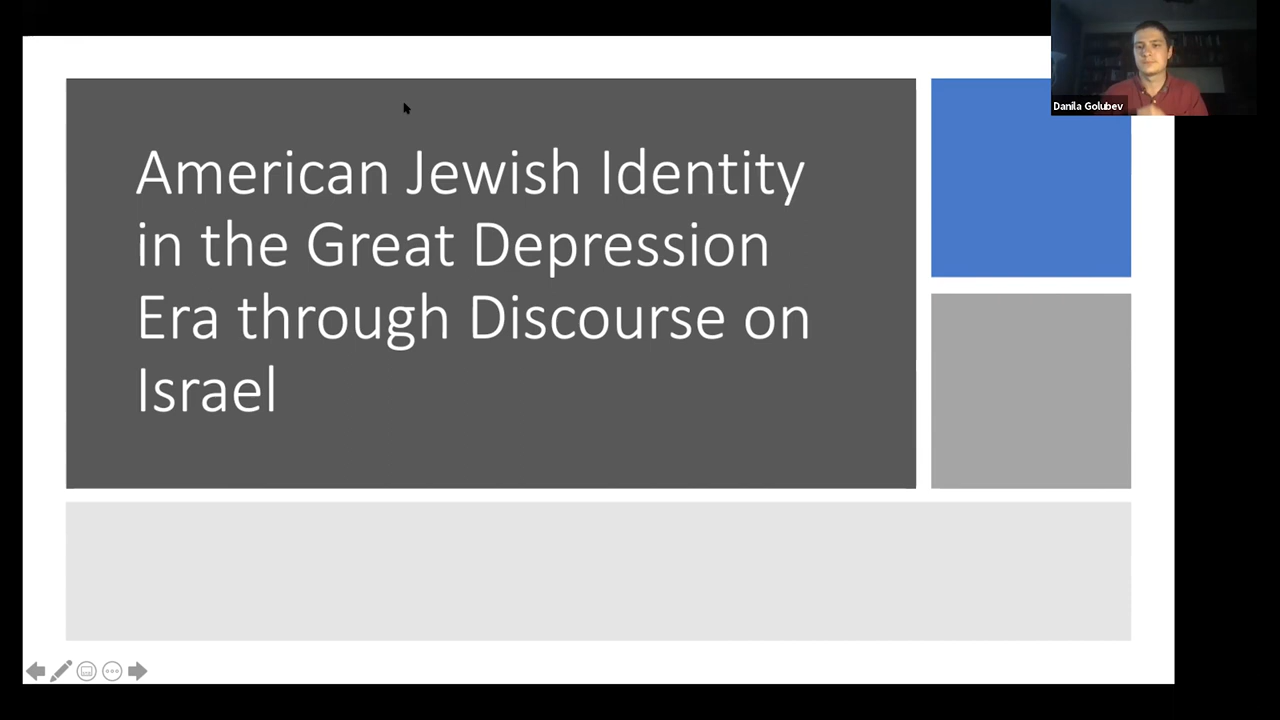 American Jewish Identity
in the Great Depression
Era through Discourse on
Israel
Danila Golubev